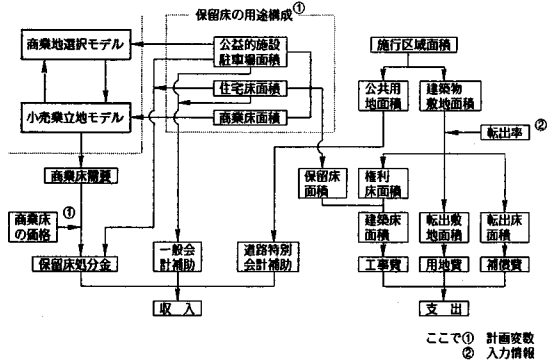 保留床の用途構成①
商業地選択モデル
公益的施設
駐車場面積
施行区域面積
住宅床面積
公共用
地面積
建築物
敷地面積
小売業立地モデル
商業床面積
転出率 ②
商業床需要
保留床
面積
権利
床面積
商業床
の価格
①
建築床
面積
転出敷
地面積
転出床
面積
保留床処分金
一般会
計補助
道路特別
会計補助
工事費
用地費
補償費
収入
支出
ここで① 計画変数
② 入力情報